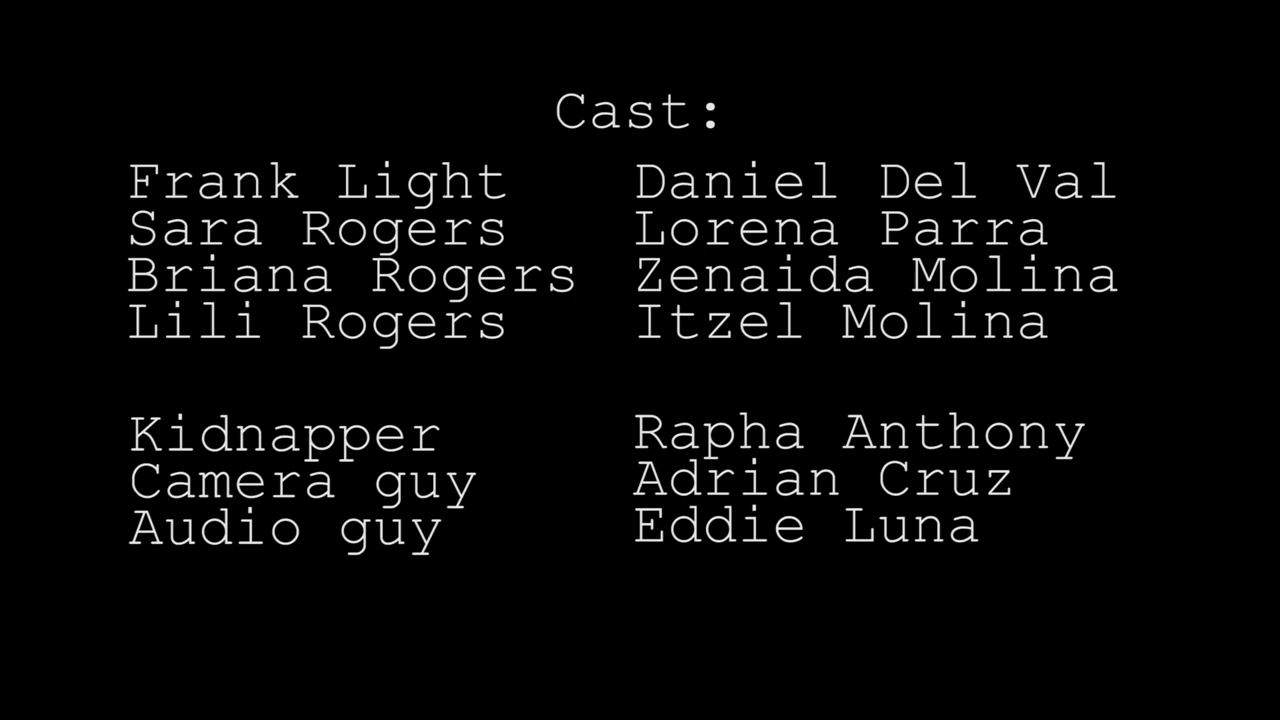 Cast:
Frank Light Daniel Del Val
Sara Rogers Lorena Parra
Briana Rogers Zenaida Molina
Lili Rogers Itzel Molina
Kidnapper Rapha Anthony
Camera guy Adrian Cruz
Audio guy Eddie Luna